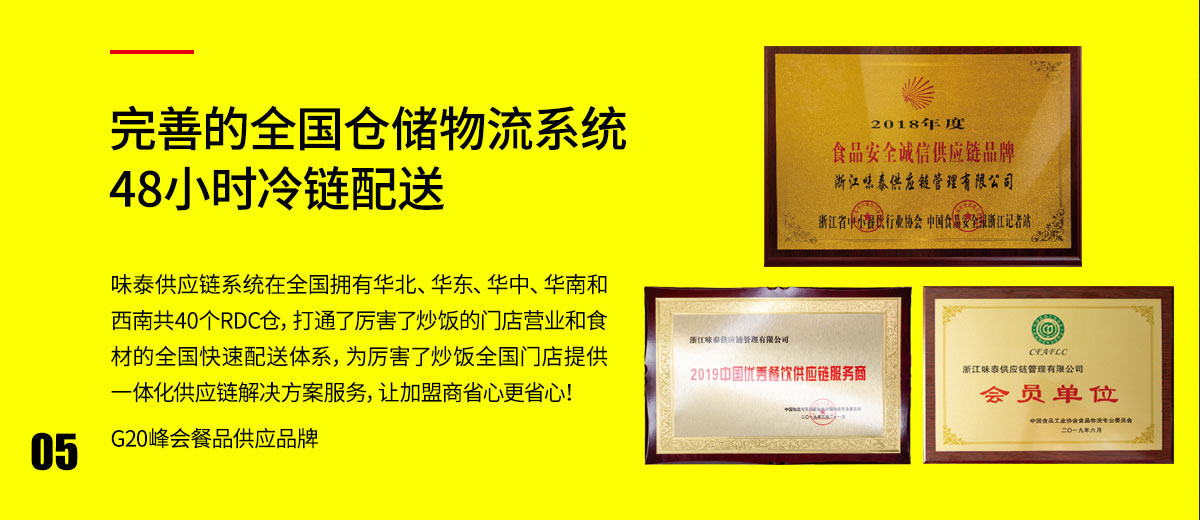 完善的全国仓储物流系统
48小时冷链配送
味泰供应链系统在全国拥有华北、华东、华中、华南和
西南共40个RDC仓，打通了厉害了炒饭的门店营业和食
材的全国快速配送体系，为厉害了炒饭全国门店提供
一体化供应链解决方案服务，让加盟商省心更省心！
G20峰会餐品供应品牌
05
2018年度
食品安全诚信供应链品牌
浙江味泰供应链管理有限公司
浙江省中小餐饮行业协会 中国食品安全报浙江记者站
浙江味泰供应链管理有限公司
2019中国优秀餐饮供应链服务商
CFAFLC
浙江味泰供应链管理有限公司
会员单位
中国食品工业协会食品物流专业委员会
二〇一九年六月